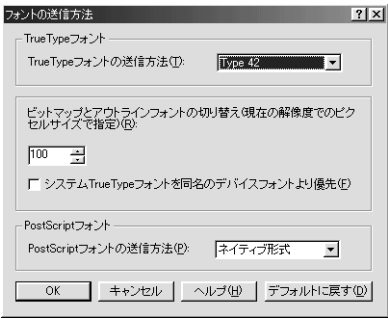 フォントの送信方法
TrueTypeフォント
TrueTypeフォントの送信方法(T):
Type 42
ビットマップとアウトラインフォントの切り替え(現在の解像度でのピク
セルサイズで指定)(R):
100
システムTrueTypeフォントを同名のデバイスフォントより優先(F)
PostScriptフォント
PostScriptフォントの送信方法(P):
ネイティブ形式
OK
キャンセル
ヘルプ(H)
デフォルトに戻す(D)